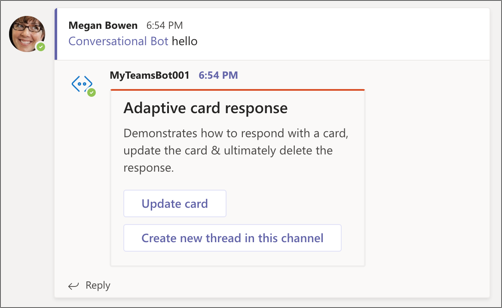 Megan Bowen 6:54 PM
Conversational Bot hello
MyTeamsBot001 6:54 PM
Adaptive card response
Demonstrates how to respond with a card,
update the card & ultimately delete the
response.
Update card
Create new thread in this channel
Reply